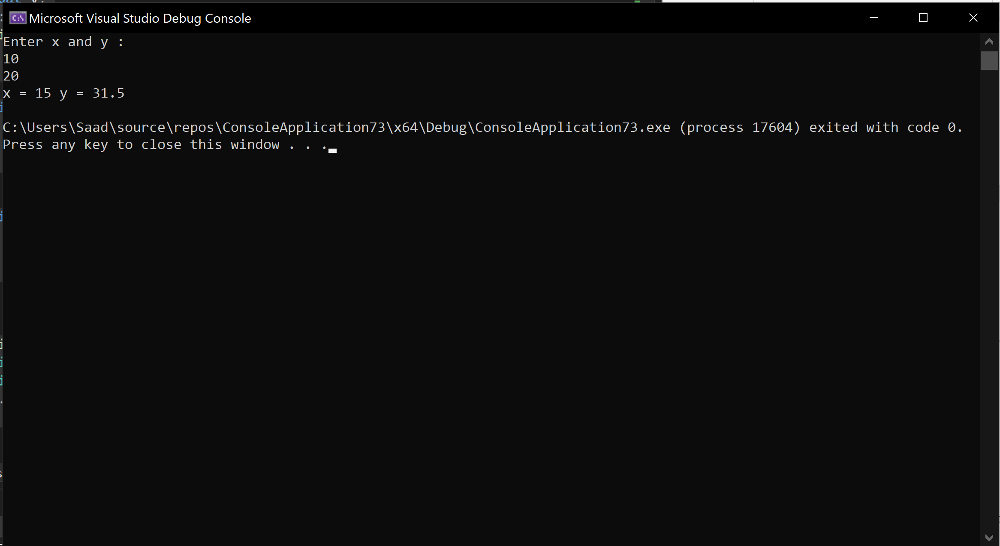 Microsoft Visual Studio Debug Console
Enter x and y :
10
20
x = 15 y = 31.5
C:\Users\Saad\source\repos\ConsoleApplication73\x64\Debug\ConsoleApplication73.exe (process 17604) exited with code 0.
Press any key to close this window . . .